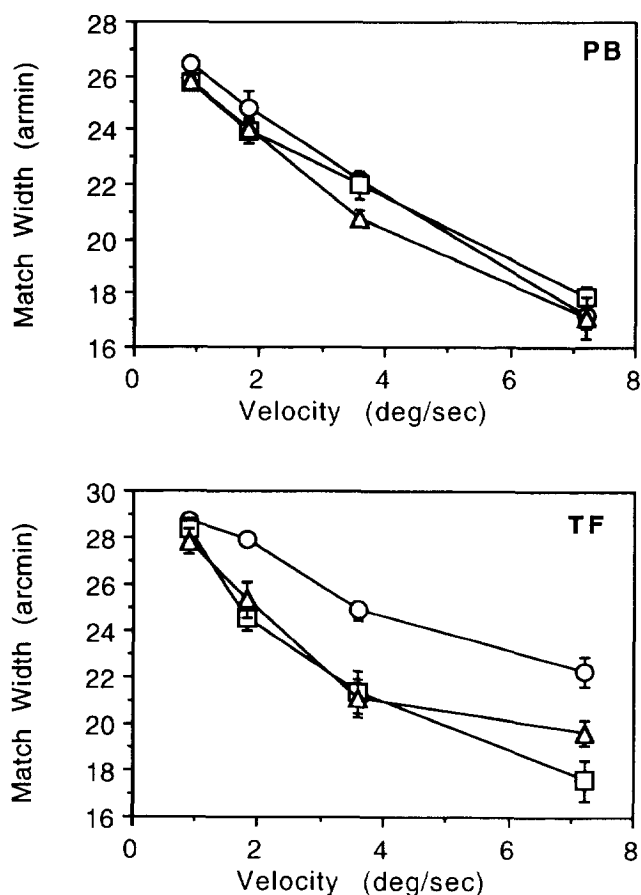 28
26
24
22
20
18
16
Match Width (armin)
PB
0 2 4 6 8
Velocity (deg/sec)
30
28
26
24
22
20
18
16
Match Width (arcmin)
TF
0 2 4 6 8
Velocity (deg/sec)